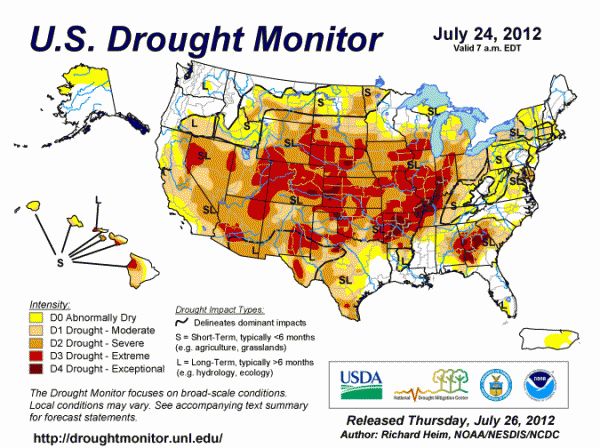 U.S. Drought Monitor
July 24, 2012
Valid 7 a.m. EDT
L
S
S
S
S
L
SL
SL
SL
SL
SL
SL
SL
S
S
S
L
S
Intensity:
D0 Abnormally Dry
D1 Drought - Moderate
D2 Drought - Severe
D3 Drought - Extreme
D4 Drought - Exceptional
Drought Impact Types:
Delineates dominant impacts
S = Short-Term, typically <6 months
(e.g. agriculture, grasslands)
L = Long-Term, typically >6 months
(e.g. hydrology, ecology)
The Drought Monitor focuses on broad-scale conditions.
Local conditions may vary. See accompanying text summary
for forecast statements.
http://droughtmonitor.unl.edu/
USDA
National Drought Mitigation Center
Released Thursday, July 26, 2012
Author: Richard Heim, NOAA/NESDIS/NCDC